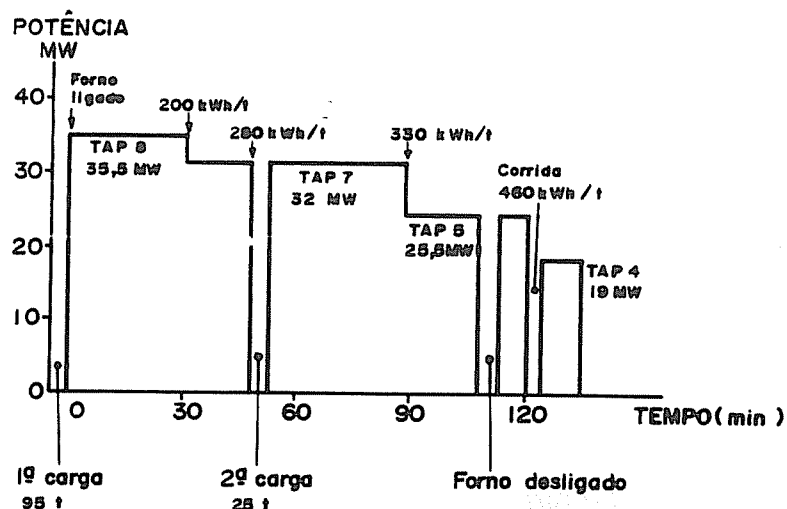 POTÊNCIA
MW
Forno
ligado
200 kWh/t
280 kWh/t
330 kWh/t
Corrida
460kWh/t
TAP 8
35,5 MW
TAP 7
32 MW
TAP 5
25,5MW
TAP 4
19 MW
40
30
20
10
0
0 30 60 90 120 TEMPO(min)
1ª carga
95 t
2ª carga
25 t
Forno desligado